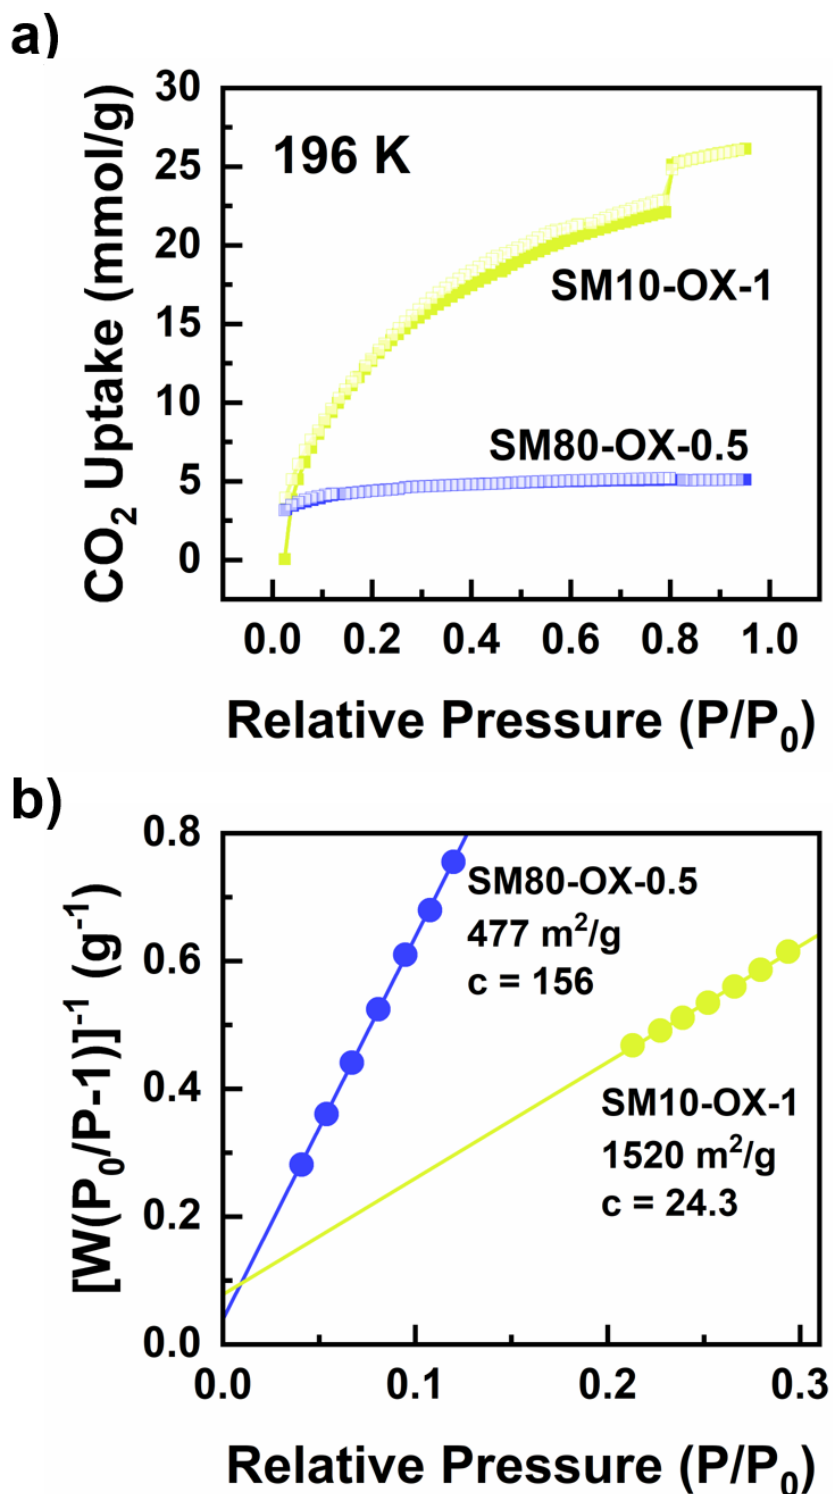 a)
CO₂ Uptake (mmol/g)
30
25
20
15
10
5
0
196 K
SM10-OX-1
SM80-OX-0.5
0.0 0.2 0.4 0.6 0.8 1.0
Relative Pressure (P/P₀)
b)
[W(P₀/P-1)]⁻¹ (g⁻¹)
0.8
0.6
0.4
0.2
0.0
SM80-OX-0.5
477 m²/g
c = 156
SM10-OX-1
1520 m²/g
c = 24.3
0.0 0.1 0.2 0.3
Relative Pressure (P/P₀)